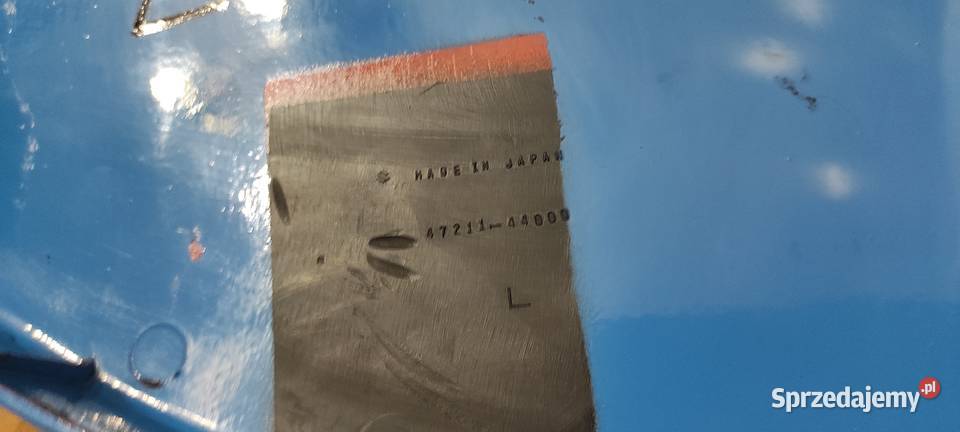 MADE IN JAPAN
47211-44000
L
Sprzedajemy.pl